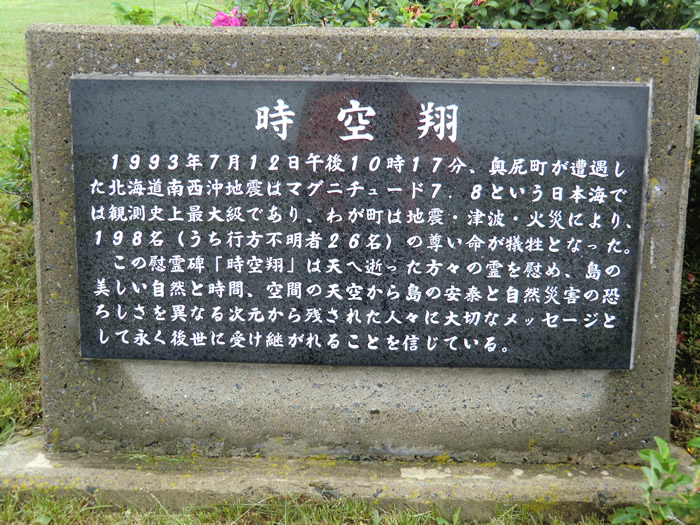 時空翔
1993年7月12日午後10時17分、奥尻町が遭遇し
た北海道南西沖地震はマグニチュード7.8という日本海で
は観測史上最大級であり、わが町は地震・津波・火災により、
198名（うち行方不明者26名）の尊い命が犠牲となった。
この慰霊碑「時空翔」は天へ逝った方々の霊を慰め、島の
美しい自然と時間、空間の天空から島の安泰と自然災害の恐
ろしさを異なる次元から残された人々に大切なメッセージと
して永く後世に受け継がれることを信じている。